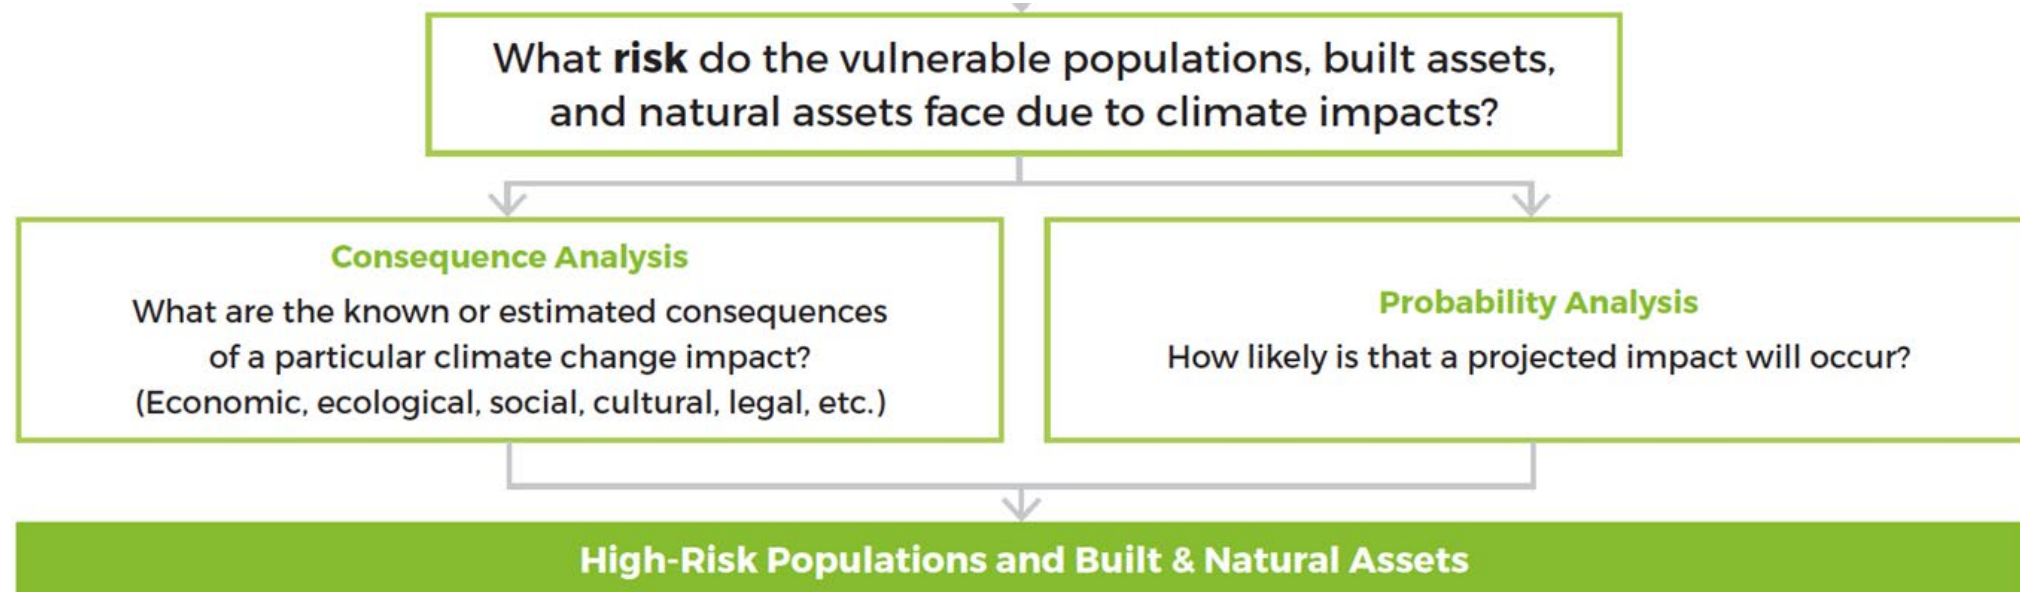 What risk do the vulnerable populations, built assets,
and natural assets face due to climate impacts?
Consequence Analysis
What are the known or estimated consequences
of a particular climate change impact?
(Economic, ecological, social, cultural, legal, etc.)
Probability Analysis
How likely is that a projected impact will occur?
High-Risk Populations and Built & Natural Assets